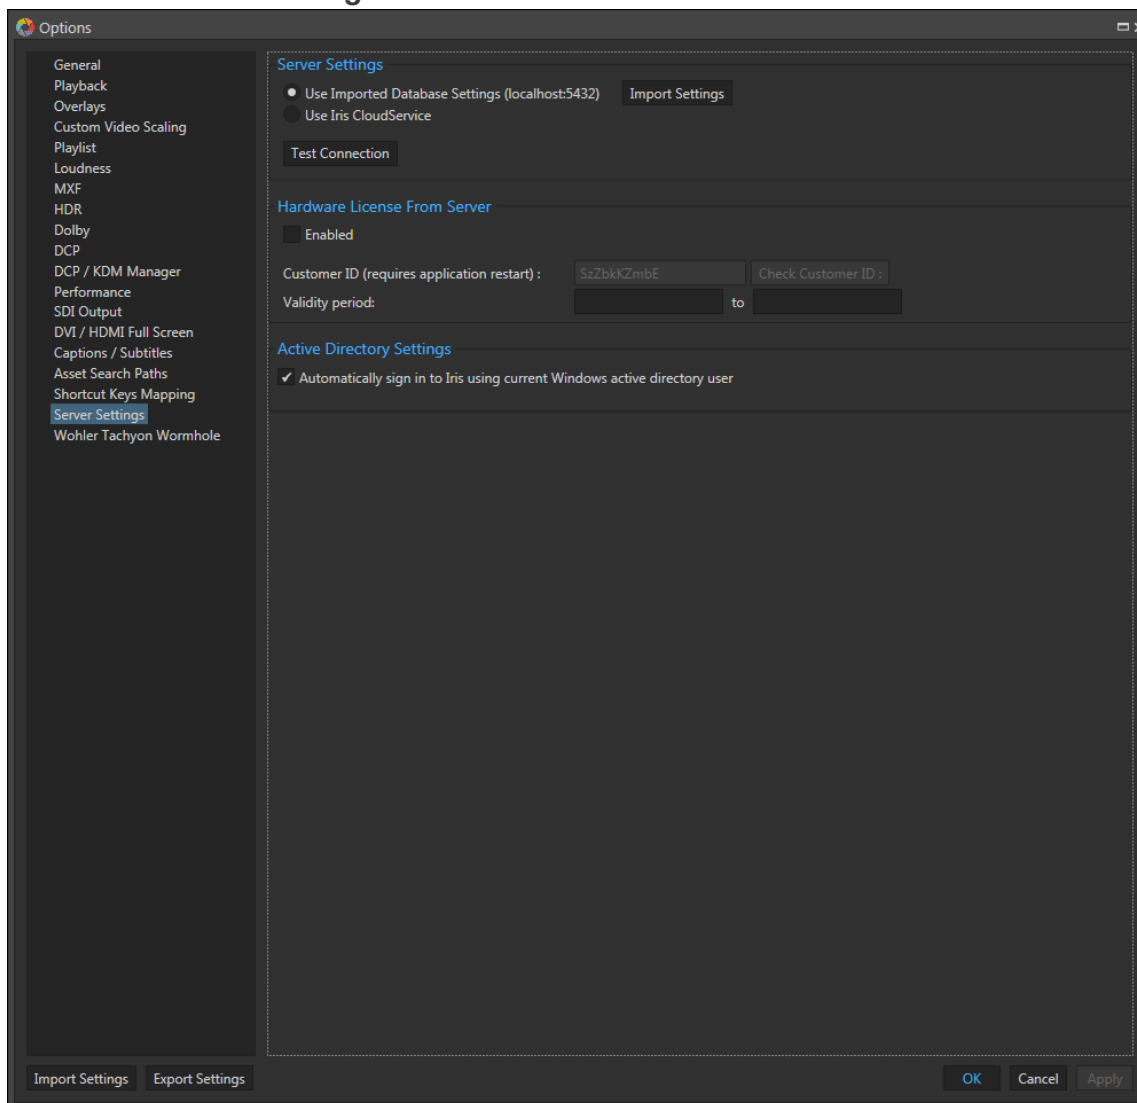 Options
General
Playback
Overlays
Custom Video Scaling
Playlist
Loudness
MXF
HDR
Dolby
DCP
DCP / KDM Manager
Performance
SDI Output
DVI / HDMI Full Screen
Captions / Subtitles
Asset Search Paths
Shortcut Keys Mapping
Server Settings
Wohler Tachyon Wormhole
Server Settings
Use Imported Database Settings (localhost:5432) Import Settings
Use Iris CloudService
Test Connection
Hardware License From Server
Enabled
Customer ID (requires application restart) : SzZbkKZmbE Check Customer ID :
Validity period: to
Active Directory Settings
Automatically sign in to Iris using current Windows active directory user
Import Settings Export Settings OK Cancel Apply